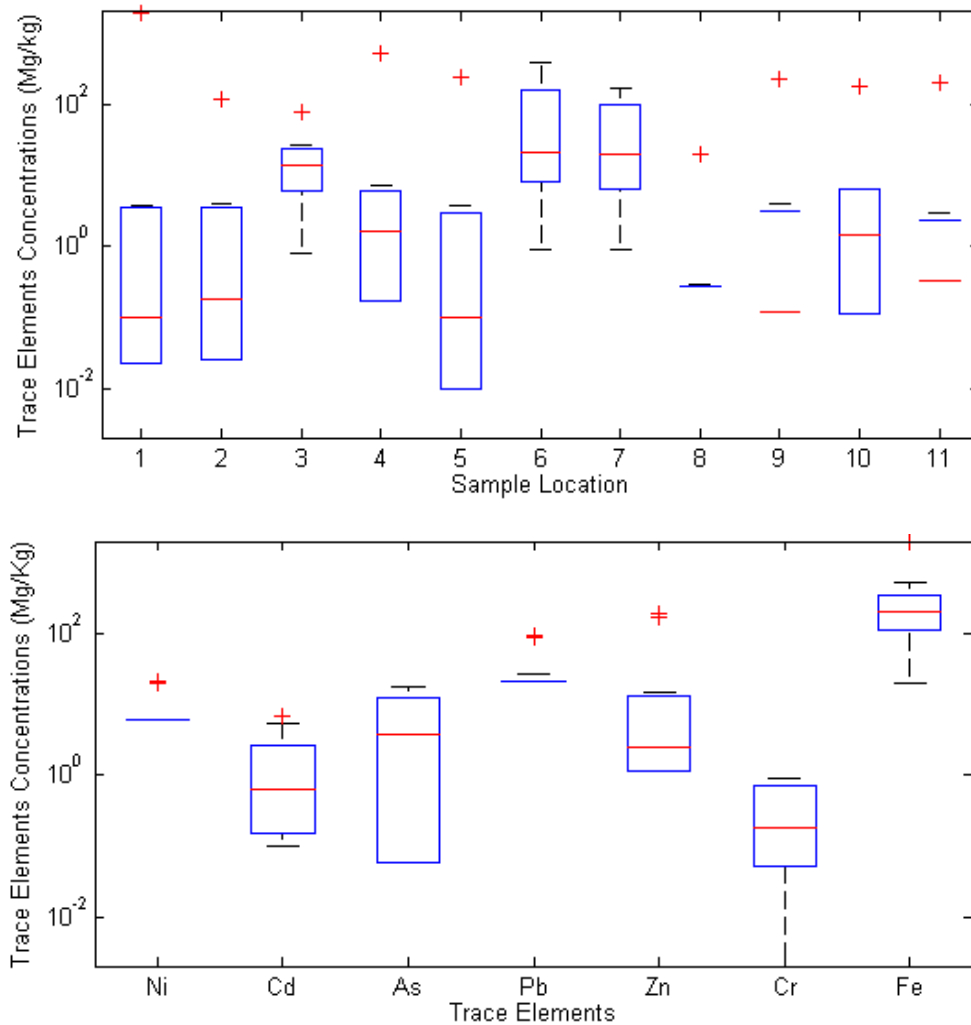 Trace Elements Concentrations (Mg/kg)
10^2
10^0
10^-2
1 2 3 4 5 6 7 8 9 10 11
Sample Location
Trace Elements Concentrations (Mg/Kg)
10^2
10^0
10^-2
Ni Cd As Pb Zn Cr Fe
Trace Elements